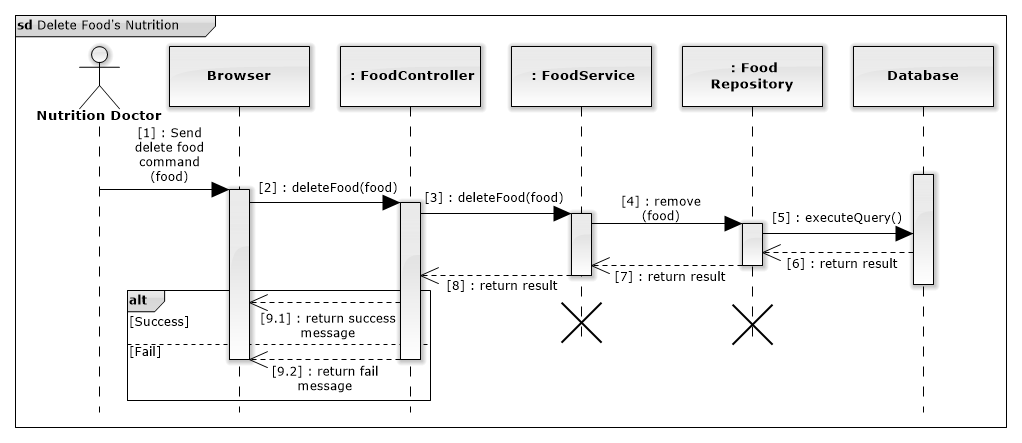 sd Delete Food's Nutrition
Nutrition Doctor
Browser
: FoodController
: FoodService
: Food
Repository
Database
[1] : Send
delete food
command
(food)
[2] : deleteFood(food)
[3] : deleteFood(food)
[4] : remove
(food)
[5] : executeQuery()
[6] : return result
[7] : return result
[8] : return result
alt
[Success]
[9.1] : return success
message
[Fail]
[9.2] : return fail
message